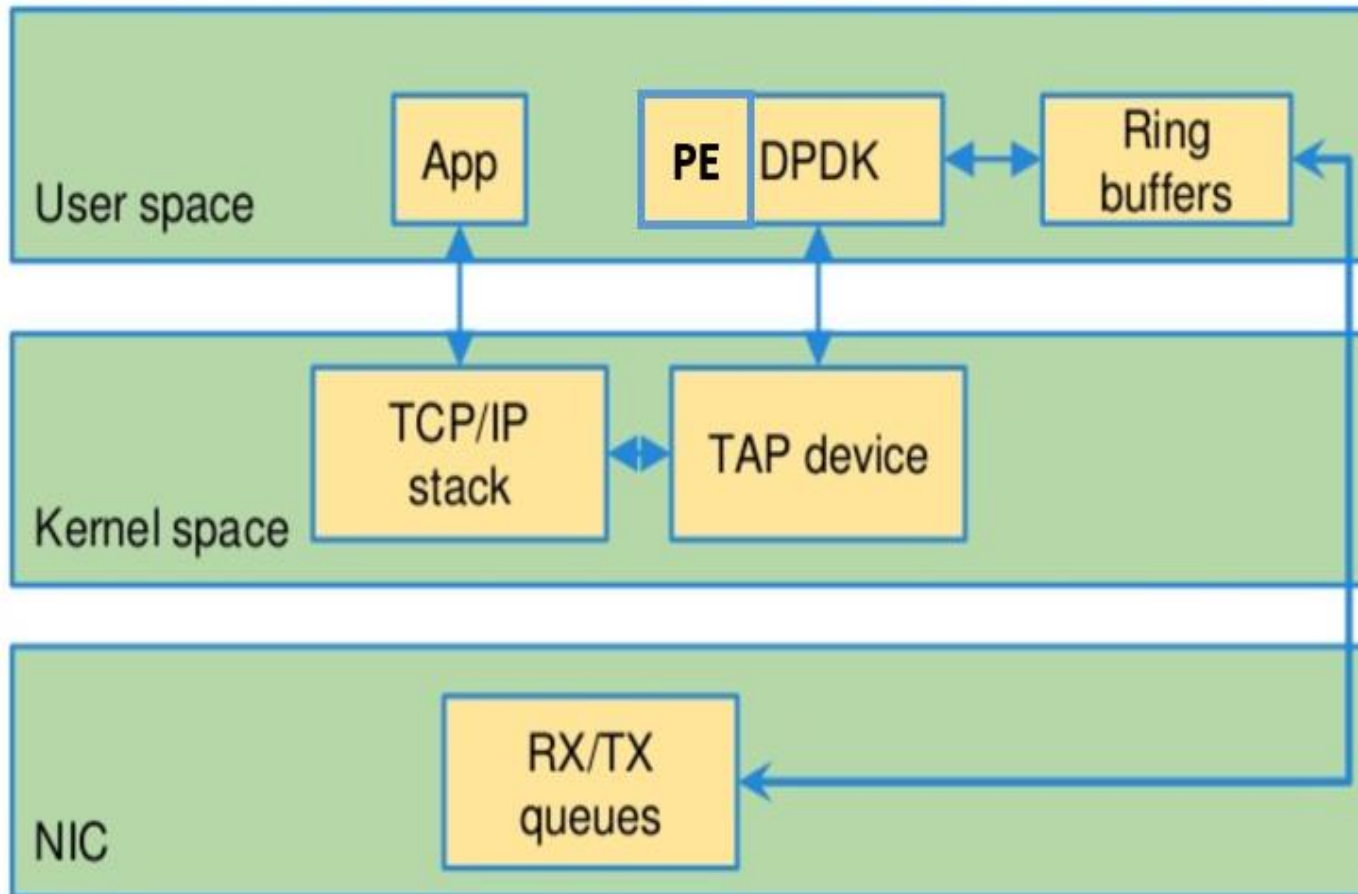 App
PE
DPDK
Ring
buffers
User space
TCP/IP
stack
TAP device
Kernel space
RX/TX
queues
NIC